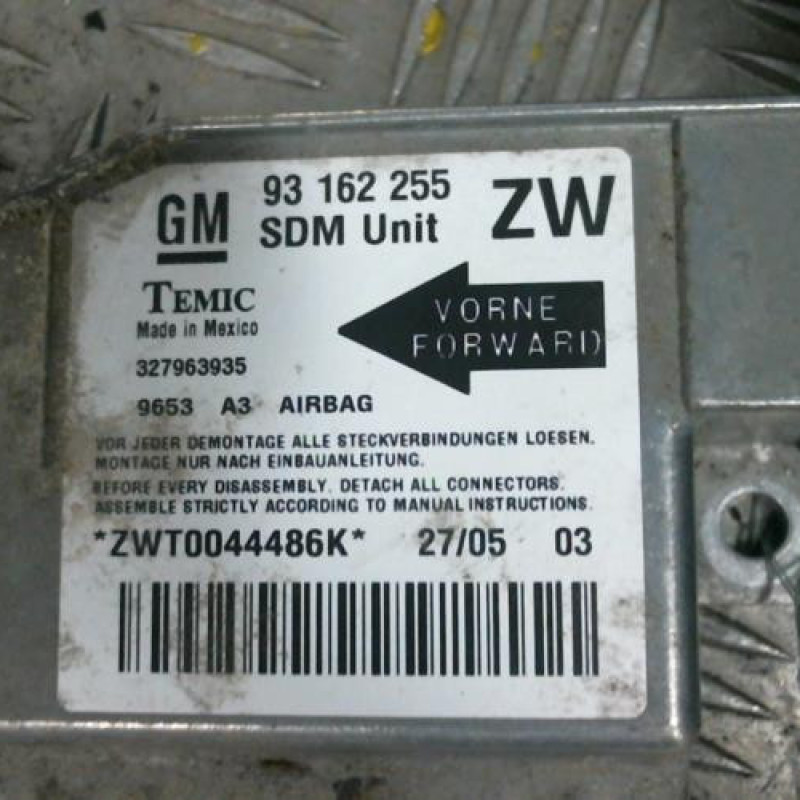 GM 93 162 255 ZW
SDM Unit
TEMIC
Made in Mexico
VORNE
FORWARD
327963935
9653 A3 AIRBAG
VOR JEDER DEMONTAGE ALLE STECKVERBINDUNGEN LOESEN.
MONTAGE NUR NACH EINBAUANLEITUNG.
BEFORE EVERY DISASSEMBLY, DETACH ALL CONNECTORS.
ASSEMBLE STRICTLY ACCORDING TO MANUAL INSTRUCTIONS.
*ZWT0044486K* 27/05 03